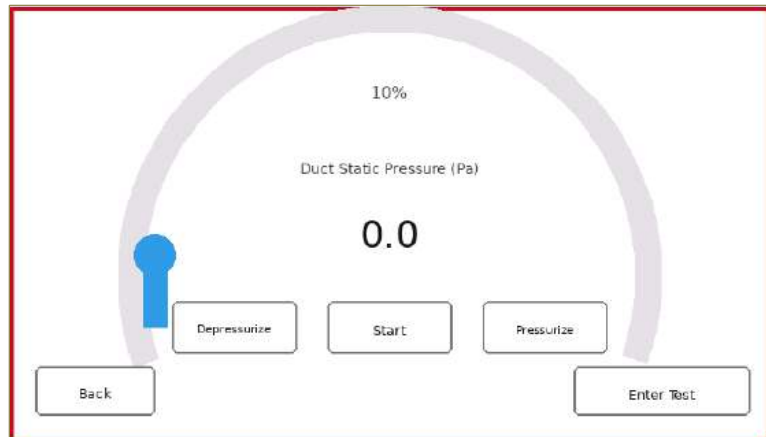 10%
Duct Static Pressure (Pa)
0.0
Depressurize
Start
Pressurize
Back
Enter Test